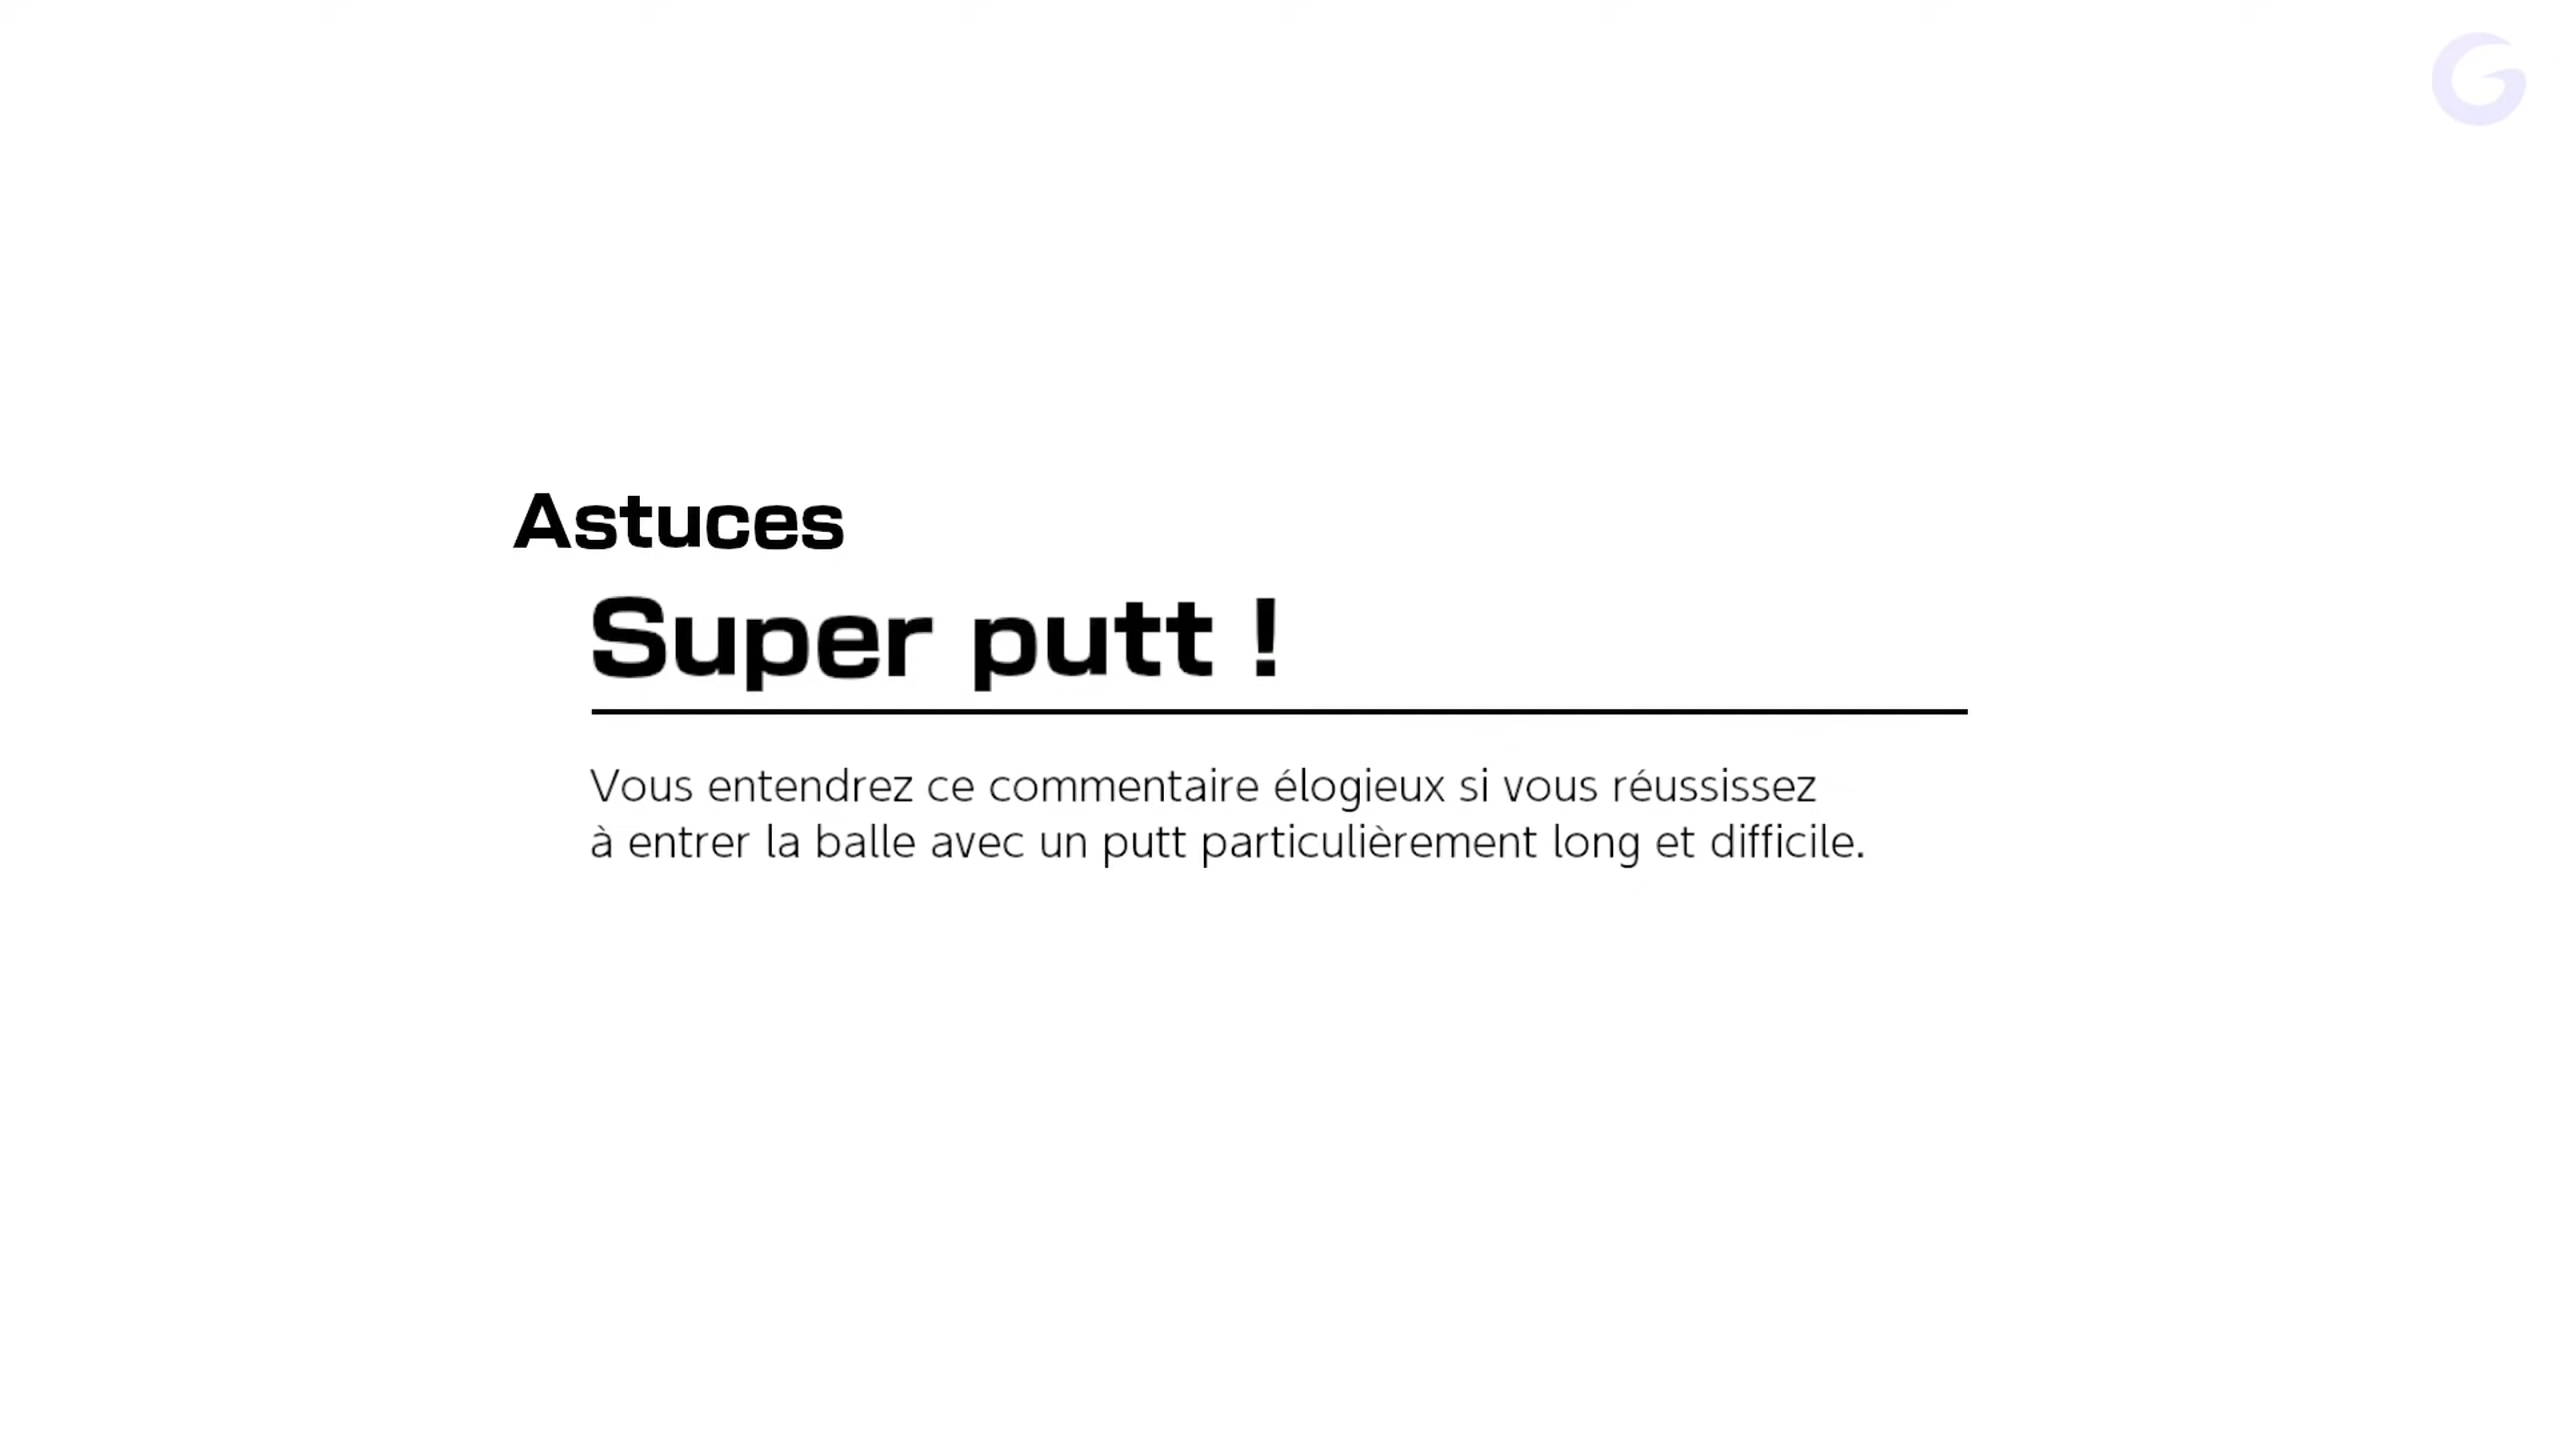 Astuces
Super putt !
Vous entendrez ce commentaire élogieux si vous réussissez
à entrer la balle avec un putt particulièrement long et difficile.